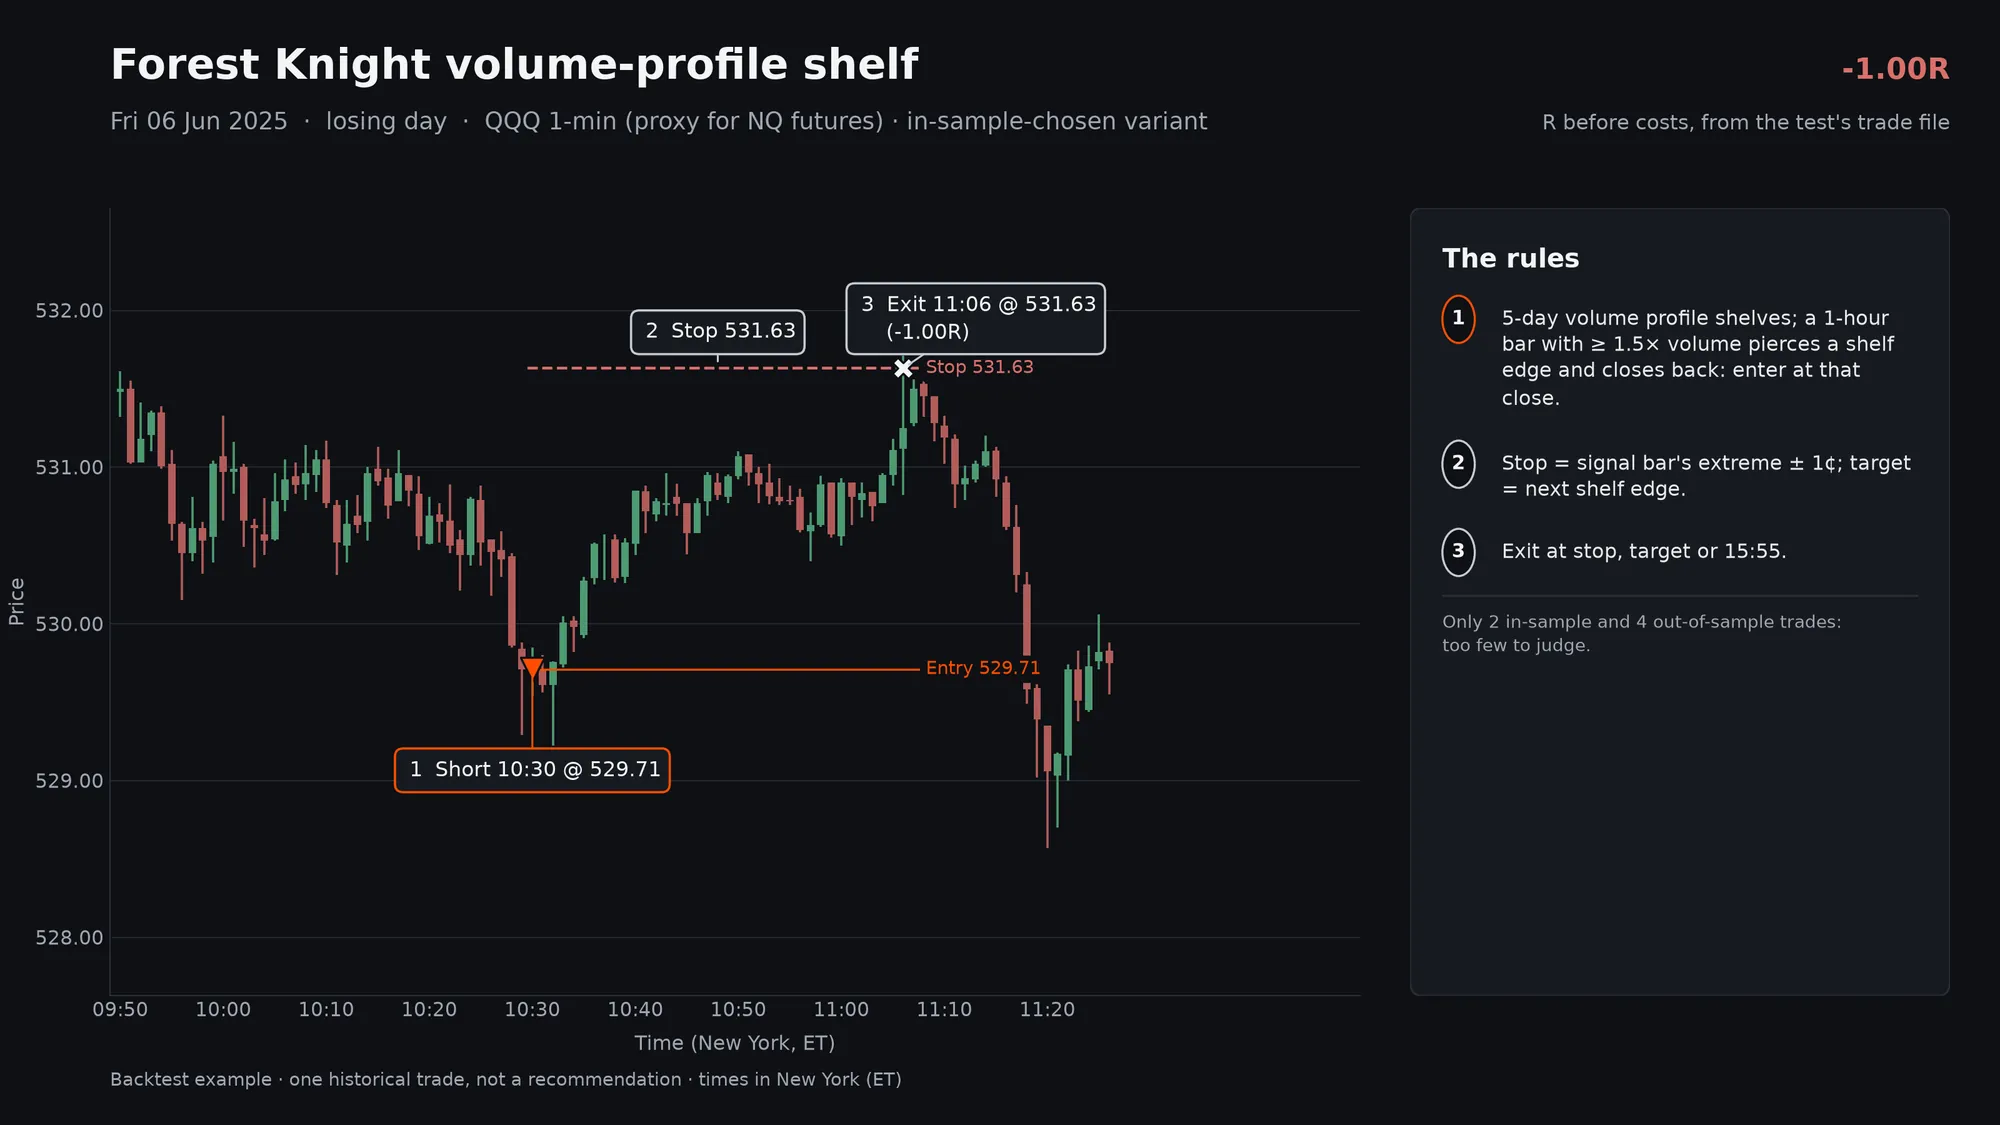 Forest Knight volume-profile shelf
-1.00R
Fri 06 Jun 2025 · losing day · QQQ 1-min (proxy for NQ futures) · in-sample-chosen variant
R before costs, from the test's trade file
532.00
531.00
530.00
529.00
528.00
Price
2 Stop 531.63
3 Exit 11:06 @ 531.63
(-1.00R)
Stop 531.63
Entry 529.71
1 Short 10:30 @ 529.71
09:50 10:00 10:10 10:20 10:30 10:40 10:50 11:00 11:10 11:20
Time (New York, ET)
The rules
1 5-day volume profile shelves; a 1-hour
bar with ≥ 1.5× volume pierces a shelf
edge and closes back: enter at that
close.
2 Stop = signal bar's extreme ± 1¢; target
= next shelf edge.
3 Exit at stop, target or 15:55.
Only 2 in-sample and 4 out-of-sample trades:
too few to judge.
Backtest example · one historical trade, not a recommendation · times in New York (ET)